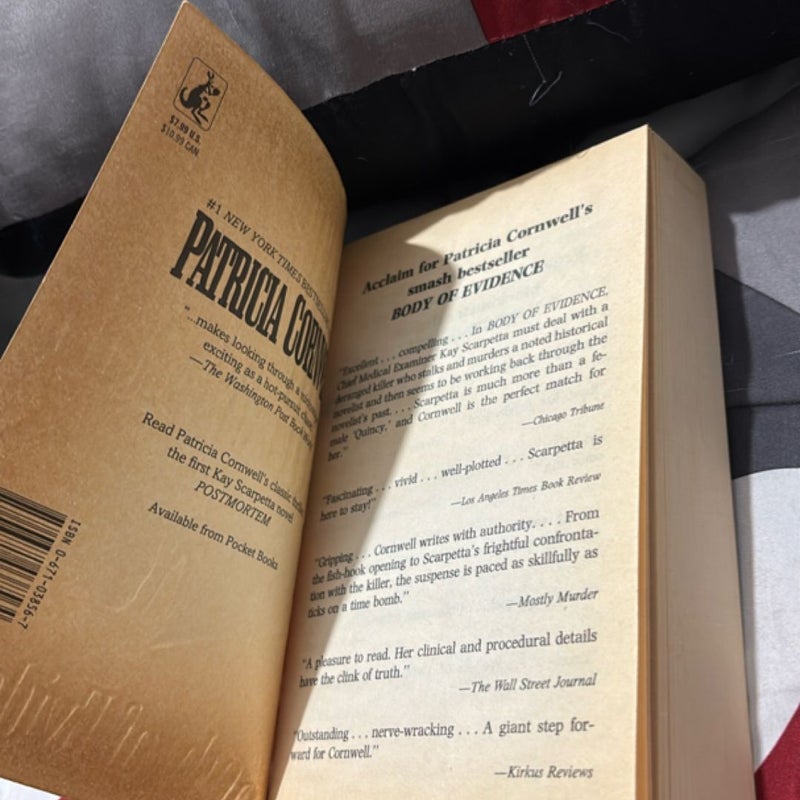 $7.99 U.S.
$10.99 CAN
#1 NEW YORK TIMES
PATRICIA
"...makes looking through a
exciting as a hot-pursuit
—The Washington Post Book
Read Patricia Cornwell's classic
the first Kay Scarpetta novel
POSTMORTEM
Available from Pocket Books
ISBN 0-671-03856-7
Acclaim for Patricia Cornwell's
smash bestseller
BODY OF EVIDENCE
"Excellent . . . compelling . . . In BODY OF EVIDENCE,
Chief Medical Examiner Kay Scarpetta must deal with a
deranged killer who stalks and murders a noted historical
novelist and then seems to be working back through the
novelist's past. . . . Scarpetta is much more than a fe-
male 'Quincy,' and Cornwell is the perfect match for
her."
—Chicago Tribune
"Fascinating . . . vivid . . . well-plotted . . . Scarpetta is
here to stay!"
—Los Angeles Times Book Review
"Gripping . . . Cornwell writes with authority. . . . From
the fish-hook opening to Scarpetta's frightful confronta-
tion with the killer, the suspense is paced as skillfully as
ticks on a time bomb."
—Mostly Murder
"A pleasure to read. Her clinical and procedural details
have the clink of truth."
—The Wall Street Journal
"Outstanding . . . nerve-wracking . . . A giant step for-
ward for Cornwell."
—Kirkus Reviews